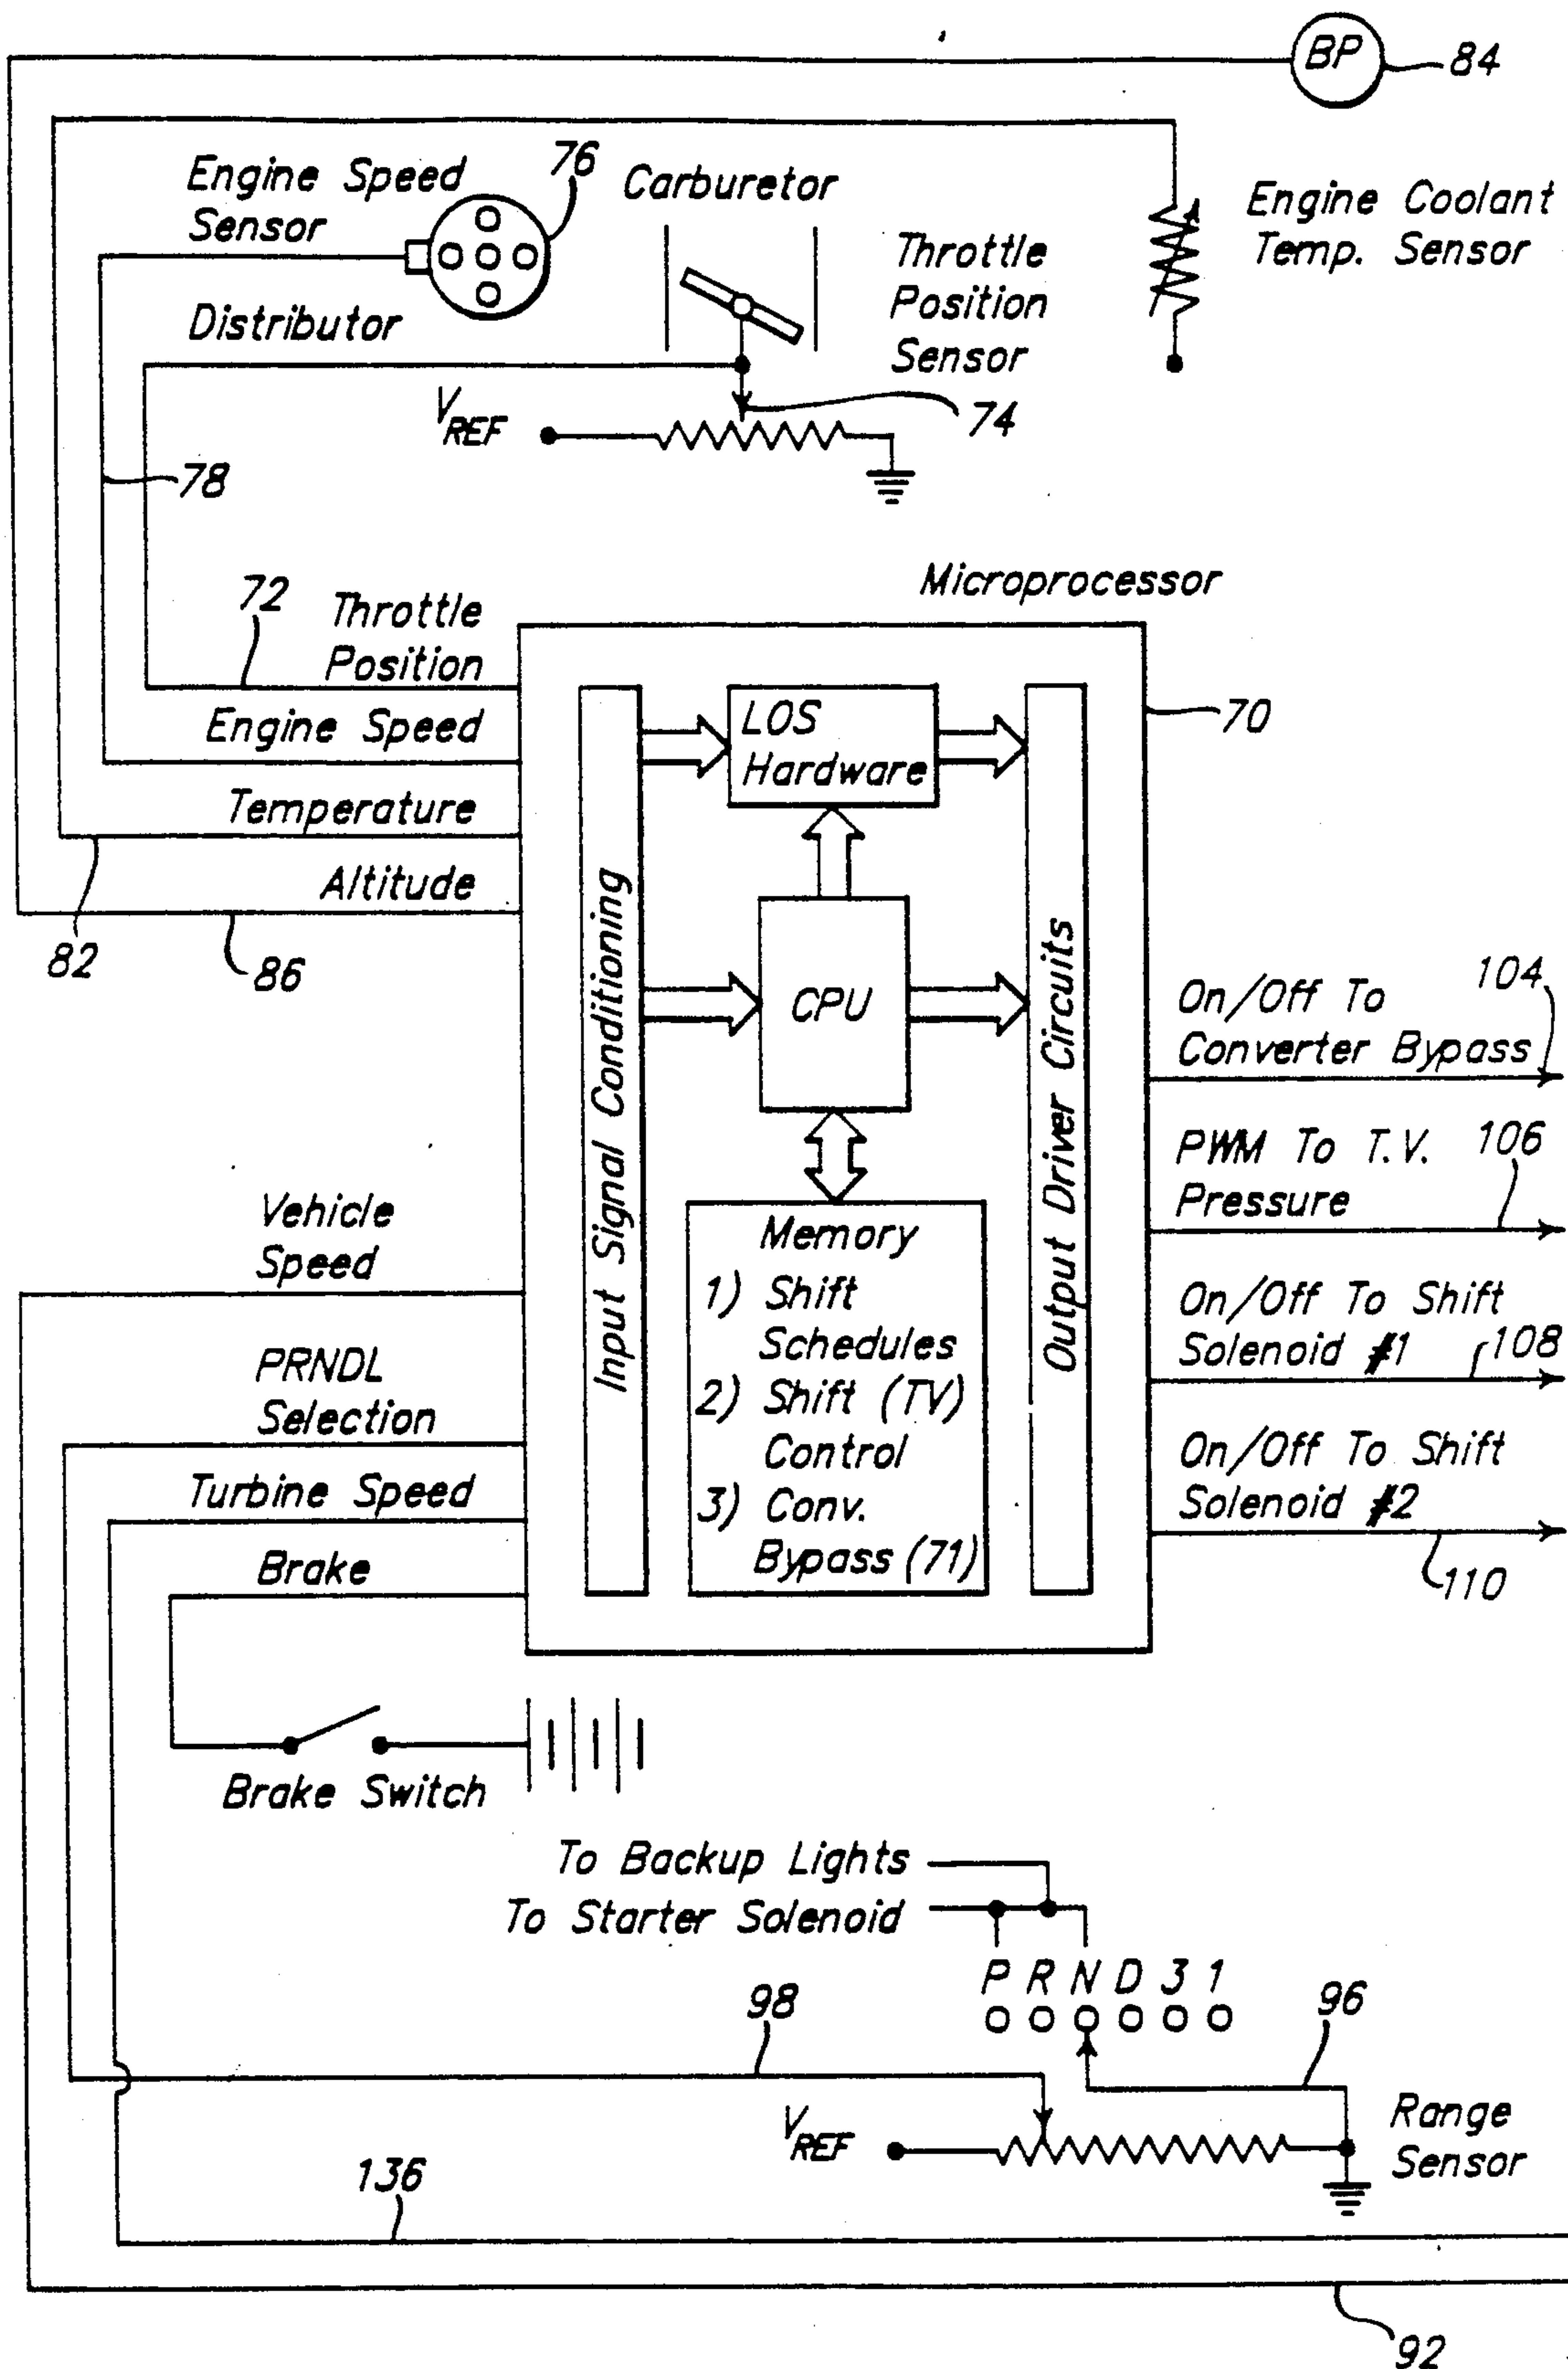 BP
84
Engine Speed
Sensor
76
Carburetor
Throttle
Position
Sensor
Engine Coolant
Temp. Sensor
Distributor
VREF
74
78
72
Throttle
Position
Microprocessor
Engine Speed
Temperature
Altitude
82
86
70
LOS
Hardware
Input Signal Conditioning
CPU
Output Driver Circuits
Memory
1) Shift
Schedules
2) Shift (TV)
Control
3) Conv.
Bypass (71)
On/Off To
Converter Bypass
104
PWM To T.V.
Pressure
106
On/Off To Shift
Solenoid #1
108
On/Off To Shift
Solenoid #2
110
Vehicle
Speed
PRNDL
Selection
Turbine Speed
Brake
Brake Switch
To Backup Lights
To Starter Solenoid
P R N D 3 1
98
96
VREF
Range
Sensor
136
92